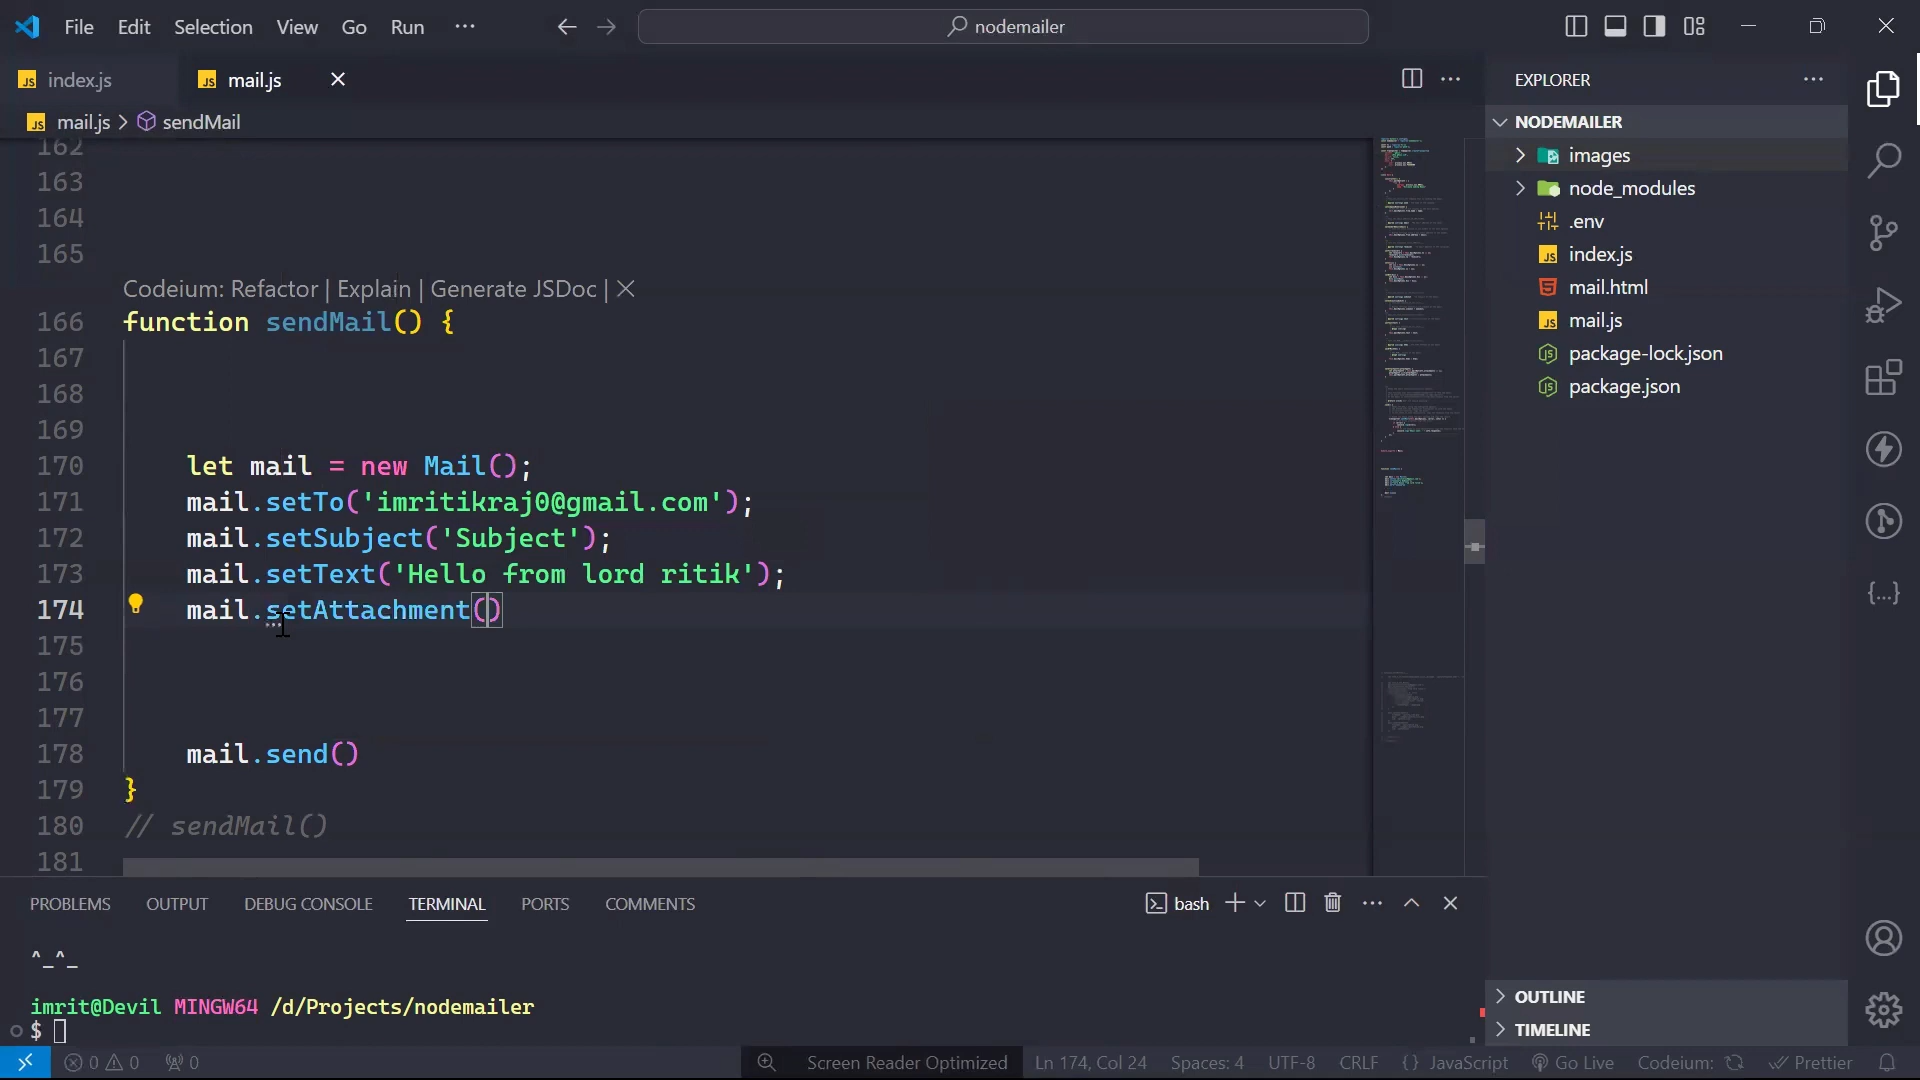 File Edit Selection View Go Run ···
nodemailer
index.js
mail.js
EXPLORER
mail.js > sendMail
NODEMAILER
images
node_modules
.env
index.js
mail.html
mail.js
package-lock.json
package.json
162
163
164
165
Codeium: Refactor | Explain | Generate JSDoc |
166 function sendMail() {
167
168
169
170 let mail = new Mail();
171 mail.setTo('imritikraj0@gmail.com');
172 mail.setSubject('Subject');
173 mail.setText('Hello from lord ritik');
174 mail.setAttachment()
175
176
177
178 mail.send()
179 }
180 // sendMail()
181
PROBLEMS OUTPUT DEBUG CONSOLE TERMINAL PORTS COMMENTS
bash
^_^_
imrit@Devil MINGW64 /d/Projects/nodemailer
$
OUTLINE
TIMELINE
0 0 0
Screen Reader Optimized Ln 174, Col 24 Spaces: 4 UTF-8 CRLF {} JavaScript Go Live Codeium: Prettier